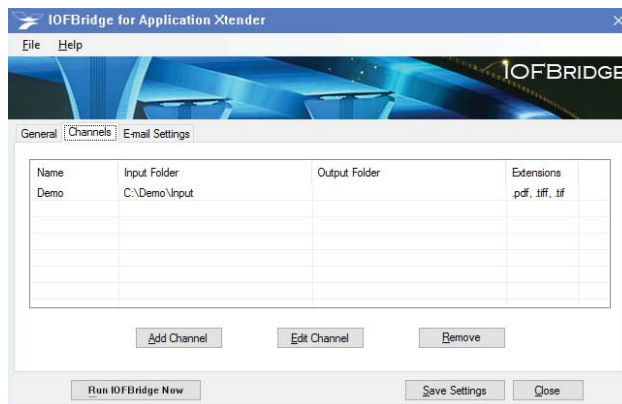 IOFBridge for Application Xtender
File Help
IOFBRIDGE
General Channels E-mail Settings
Name Input Folder Output Folder Extensions
Demo C:\Demo\Input .pdf, .tiff, .tif
Add Channel Edit Channel Remove
Run IOFBridge Now Save Settings Close